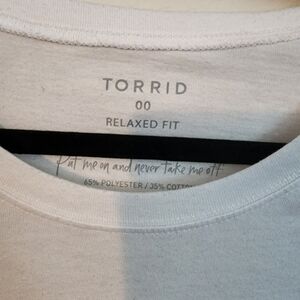 TORRID
00
RELAXED FIT
Put me on and never take me off
65% POLYESTER / 35% COTTON